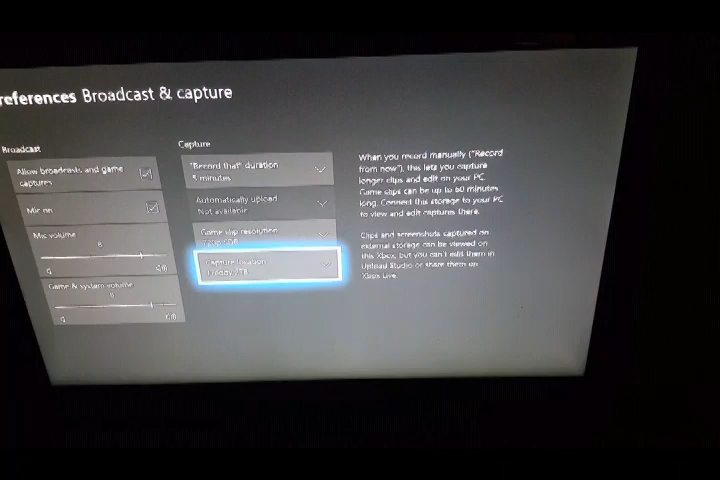 references Broadcast & capture
Broadcast
Allow broadcasts and game
captures
Mic on
Mic volume
Game & system volume
Capture
"Record that" duration
5 minutes
Automatically upload
Not available
Game clip resolution
720p SDR
Capture location
When you record manually ("Record
from now"), this lets you capture
longer clips and edit on your PC.
Game clips can be up to 60 minutes
long. Connect this storage to your PC
to view and edit captures there.
Clips and screenshots captured on
external storage can be viewed on
this Xbox, but you can't edit them in
Upload Studio or share them on
Xbox Live.